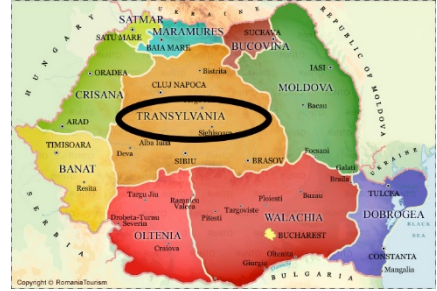 UKRAINE
SATMAR
SATU MARE
MARAMURES
BAIA MARE
SUCEAVA
BUCOVINA
HUNGARY
REPUBLIC OF MOLDOVA
ORADEA
Bistrita
IASI
CRISANA
CLUJ NAPOCA
MOLDOVA
TRANSYLVANIA
Bacau
ARAD
Sighisoara
TIMISOARA
Alba Iulia
Deva
SIBIU
BRASOV
Focsani
UKRAINE
BANAT
Galati
Resita
Braila
TULCEA
Targu Jiu
Ramnicu
Valcea
Ploiesti
Buzau
Targoviste
DOBROGEA
Drobeta-Turnu
Severin
Pitesti
WALACHIA
BLACK
SEA
OLTENIA
BUCHAREST
SERBIA
Craiova
Oltenita
CONSTANTA
Giurgiu
Mangalia
BULGARIA
Copyright © RomaniaTourism